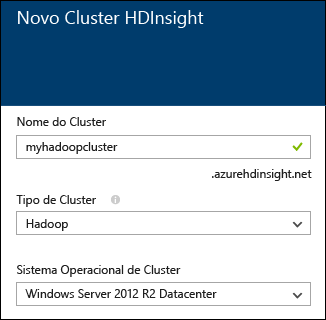 Novo Cluster HDInsight
Nome do Cluster
myhadoopcluster
.azurehdinsight.net
Tipo de Cluster
Hadoop
Sistema Operacional de Cluster
Windows Server 2012 R2 Datacenter